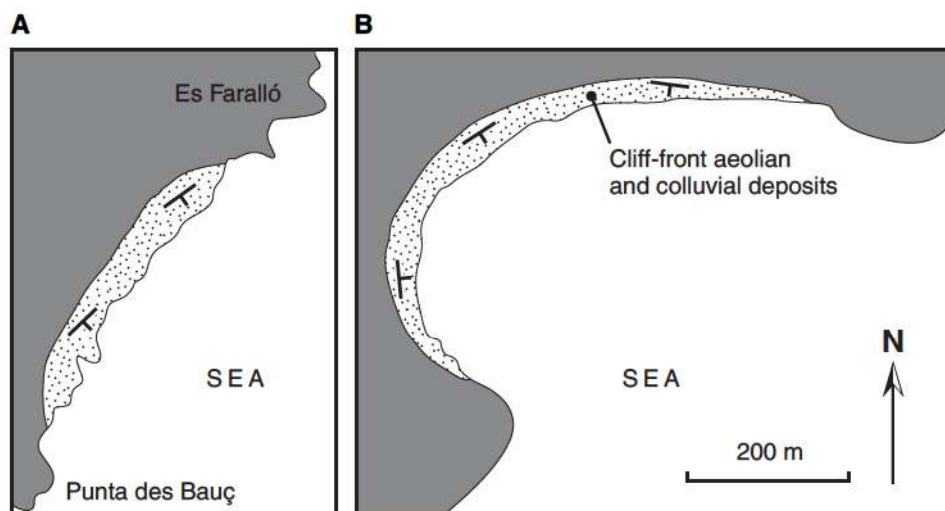 A
B
Es Faralló
Cliff-front aeolian
and colluvial deposits
SEA
SEA
N
200 m
Punta des Bauç